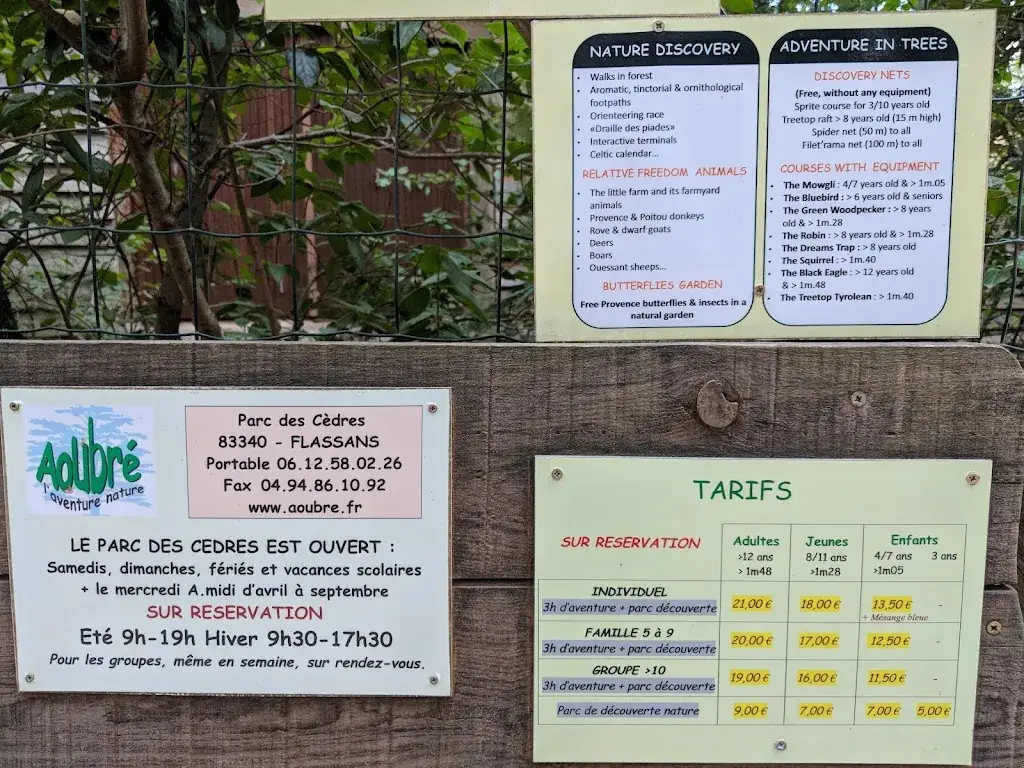 NATURE DISCOVERY
• Walks in forest
• Aromatic, tinctorial & ornithological
footpaths
• Orienteering race
• «Draille des piades»
• Interactive terminals
• Celtic calendar...
RELATIVE FREEDOM ANIMALS
• The little farm and its farmyard
animals
• Provence & Poitou donkeys
• Rove & dwarf goats
• Deers
• Boars
• Ouessant sheeps...
BUTTERFLIES GARDEN
Free Provence butterflies & insects in a
natural garden
ADVENTURE IN TREES
DISCOVERY NETS
(Free, without any equipment)
Sprite course for 3/10 years old
Treetop raft > 8 years old (15 m high)
Spider net (50 m) to all
Filet'rama net (100 m) to all
COURSES WITH EQUIPMENT
• The Mowgli : 4/7 years old & > 1m.05
• The Bluebird : > 6 years old & seniors
• The Green Woodpecker : > 8 years
old & > 1m.28
• The Robin : > 8 years old & > 1m.28
• The Dreams Trap : > 8 years old
• The Squirrel : > 1m.40
• The Black Eagle : > 12 years old
& > 1m.48
• The Treetop Tyrolean : > 1m.40
Aoubré
l'aventure nature
Parc des Cèdres
83340 - FLASSANS
Portable 06.12.58.02.26
Fax 04.94.86.10.92
www.aoubre.fr
LE PARC DES CEDRES EST OUVERT :
Samedis, dimanches, fériés et vacances scolaires
+ le mercredi A.midi d'avril à septembre
SUR RESERVATION
Eté 9h-19h Hiver 9h30-17h30
Pour les groupes, même en semaine, sur rendez-vous.
TARIFS
SUR RESERVATION
Adultes
>12 ans
> 1m48
Jeunes
8/11 ans
>1m28
Enfants
4/7 ans 3 ans
>1m05
INDIVIDUEL
3h d'aventure + parc découverte 21,00 € 18,00 € 13,50 € -
+ Mésange bleue
FAMILLE 5 à 9
3h d'aventure + parc découverte 20,00 € 17,00 € 12,50 € -
GROUPE >10
3h d'aventure + parc découverte 19,00 € 16,00 € 11,50 € -
Parc de découverte nature 9,00 € 7,00 € 7,00 € 5,00 €